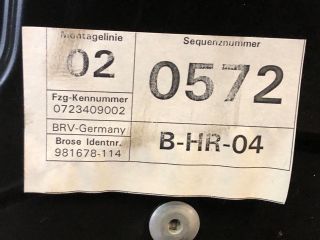 Montagelinie
02
Sequenznummer
0572
Fzg-Kennummer
0723409002
BRV-Germany
Brose Identnr.
981678-114
B-HR-04